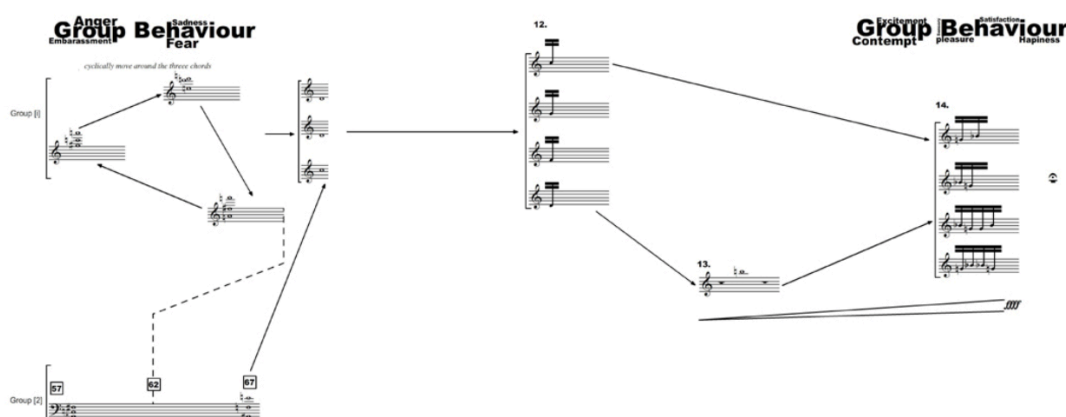 Anger
Sadness
Group Behaviour
Embarassment
Fear
cyclically move around the threee chords
Group [i]
12.
Excitement
Satisfaction
Group Behaviour
Contempt
pleasure
Hapiness
14.
13.
ffff
57
62
67
Group [2]